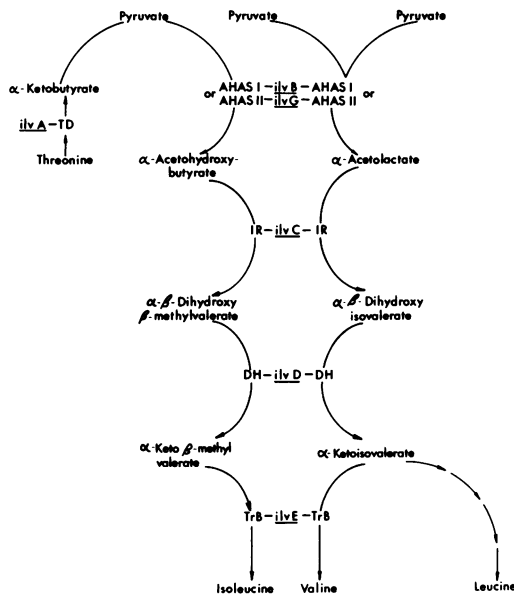 Pyruvate Pyruvate Pyruvate
α-Ketobutyrate
or AHAS I – ilv B – AHAS I or
AHAS II – ilv G – AHAS II
ilv A – TD
Threonine
α-Acetohydroxy-
butyrate
α-Acetolactate
IR – ilv C – IR
α-β-Dihydroxy
β-methylvalerate
α-β-Dihydroxy
isovalerate
DH – ilv D – DH
α-Keto β-methyl
valerate
α-Ketoisovalerate
TrB – ilv E – TrB
Isoleucine Valine Leucine